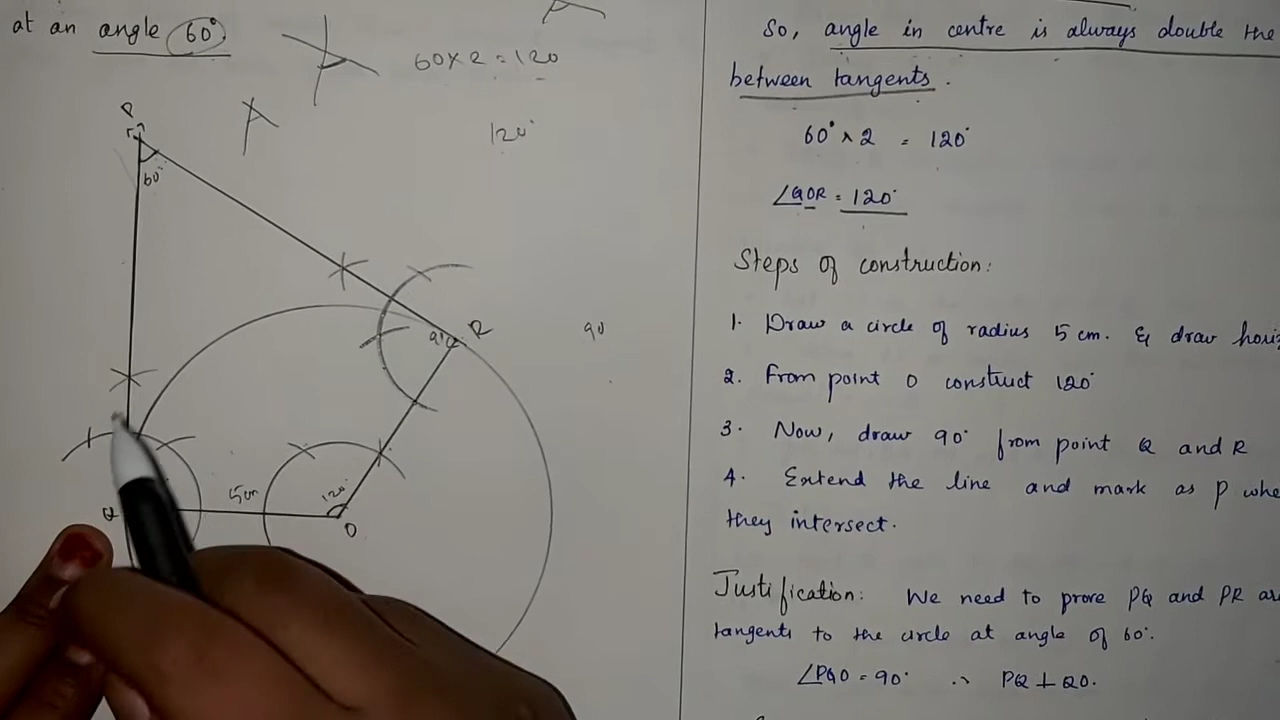 at an angle 60°
60 × 2 = 120
120°
P
60°
R
90
5cm
120°
Q
O
So, angle in centre is always double the
between tangents.
60° × 2 = 120°
∠QOR = 120°
Steps of construction:
1. Draw a circle of radius 5 cm. & draw
2. From point O construct 120°
3. Now, draw 90° from point Q and R
4. Extend the line and mark as P
they intersect.
Justification: We need to prove PQ and PR
tangents to the circle at angle of 60°.
∠PQO = 90° ∴ PQ ⊥ QO.